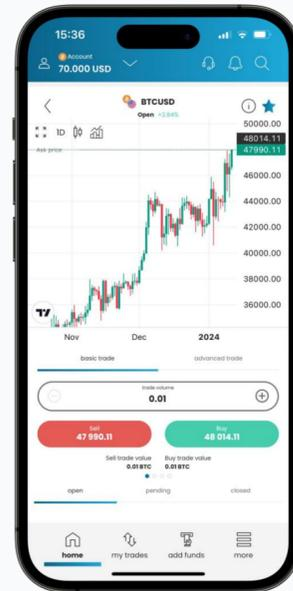 15:36
Account
70.000 USD
BTCUSD
Open +3.84%
1D
Ask price
50000.00
48014.11
47990.11
46000.00
44000.00
42000.00
40000.00
38000.00
36000.00
Nov Dec 2024
basic trade advanced trade
trade volume
0.01
Sell
47 990.11
Buy
48 014.11
Sell trade value
0.01 BTC
Buy trade value
0.01 BTC
open pending closed
home my trades add funds more